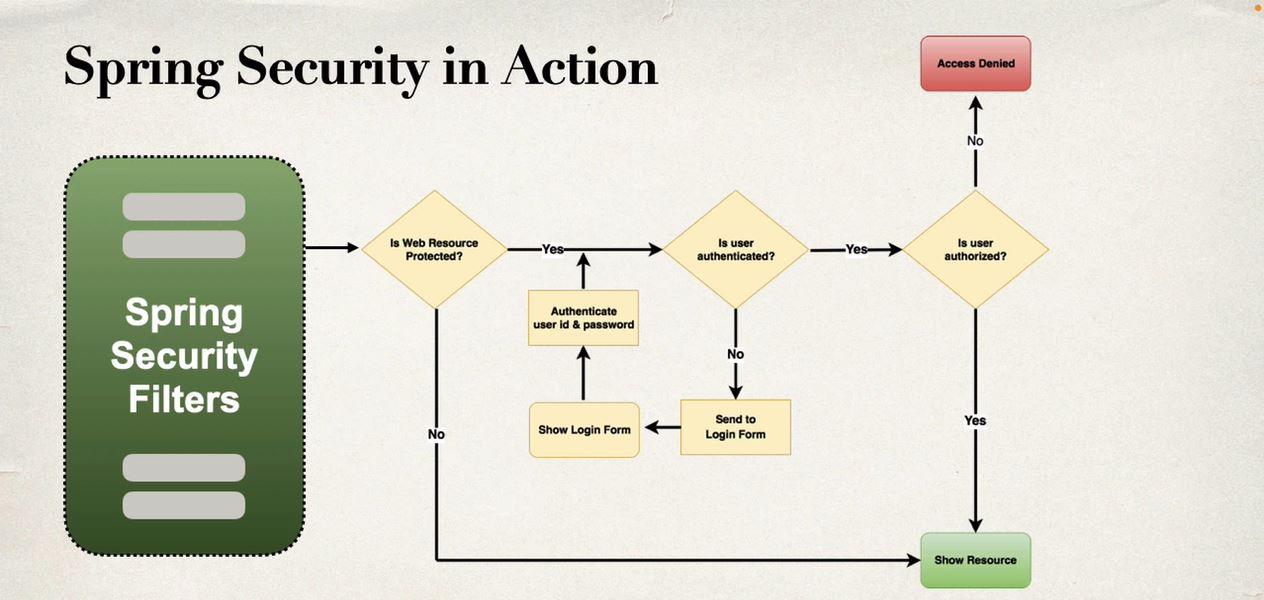 Spring Security in Action
Access Denied
No
Spring
Security
Filters
Is Web Resource
Protected?
Yes
Is user
authenticated?
Yes
Is user
authorized?
Authenticate
user id & password
No
Show Login Form
Send to
Login Form
No
Yes
Show Resource